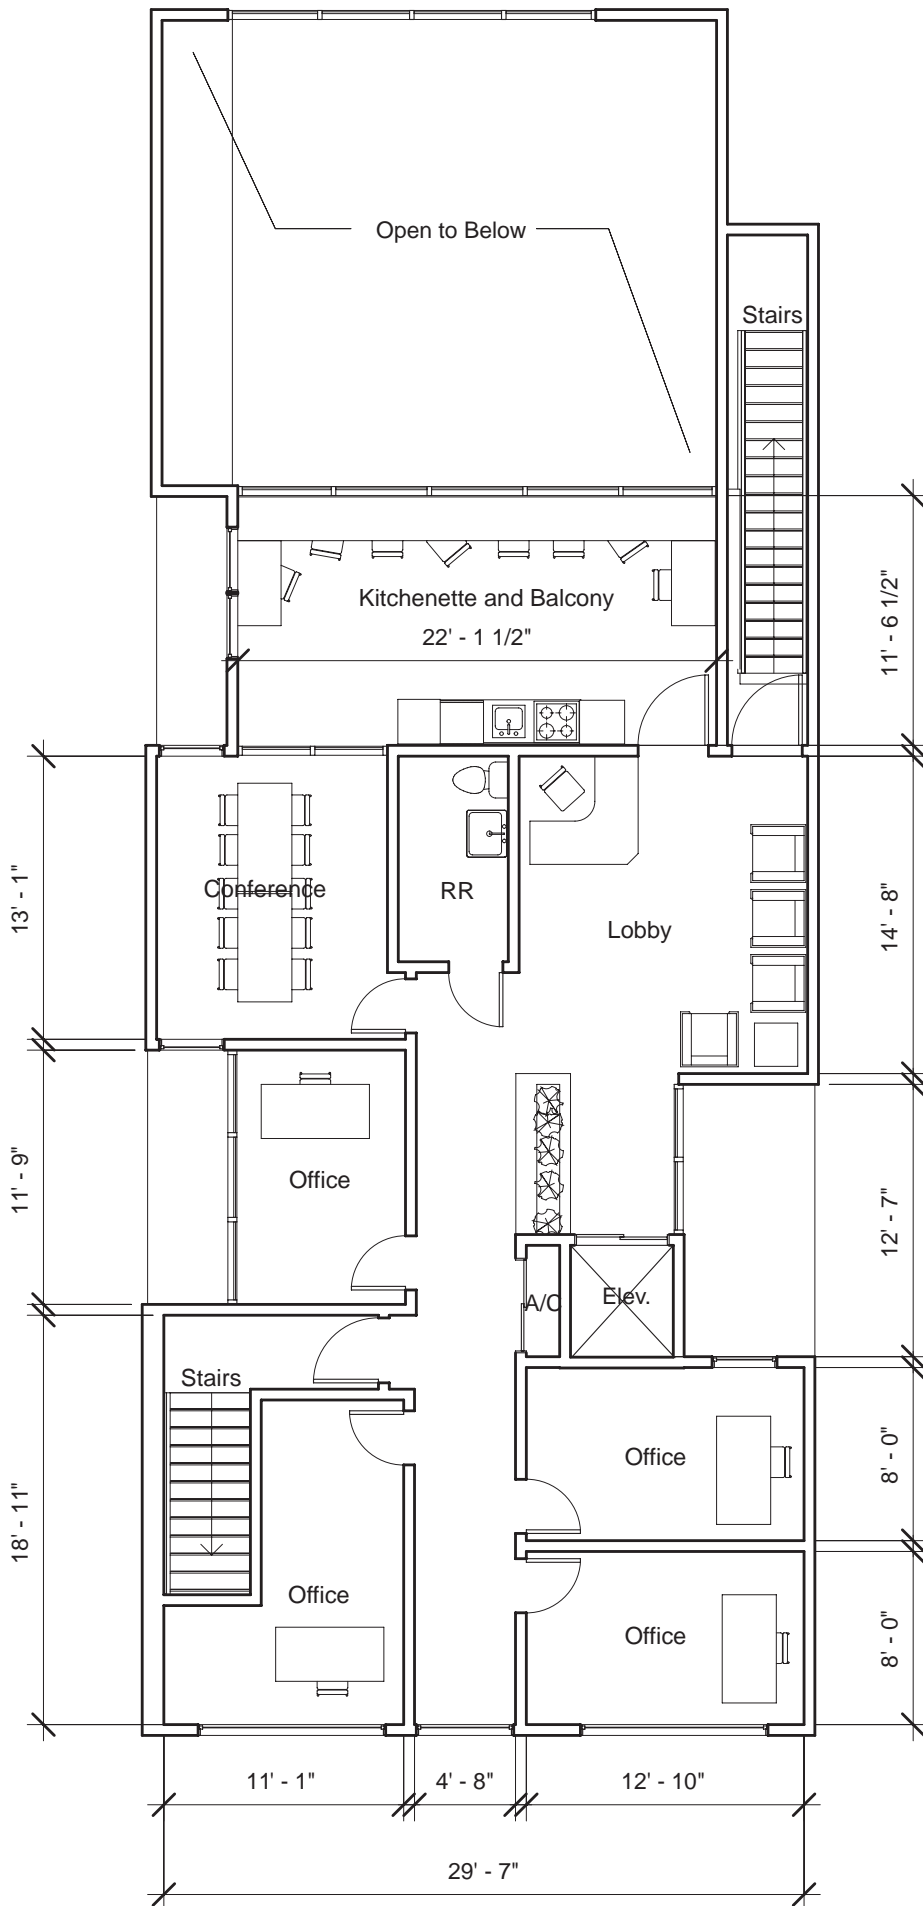 Open to Below
Stairs
Kitchenette and Balcony
22' - 1 1/2"
11' - 6 1/2"
13' - 1"
Conference
RR
Lobby
14' - 8"
11' - 9"
Office
12' - 7"
A/C
Elev.
Stairs
18' - 11"
Office
8' - 0"
Office
Office
8' - 0"
11' - 1"
4' - 8"
12' - 10"
29' - 7"